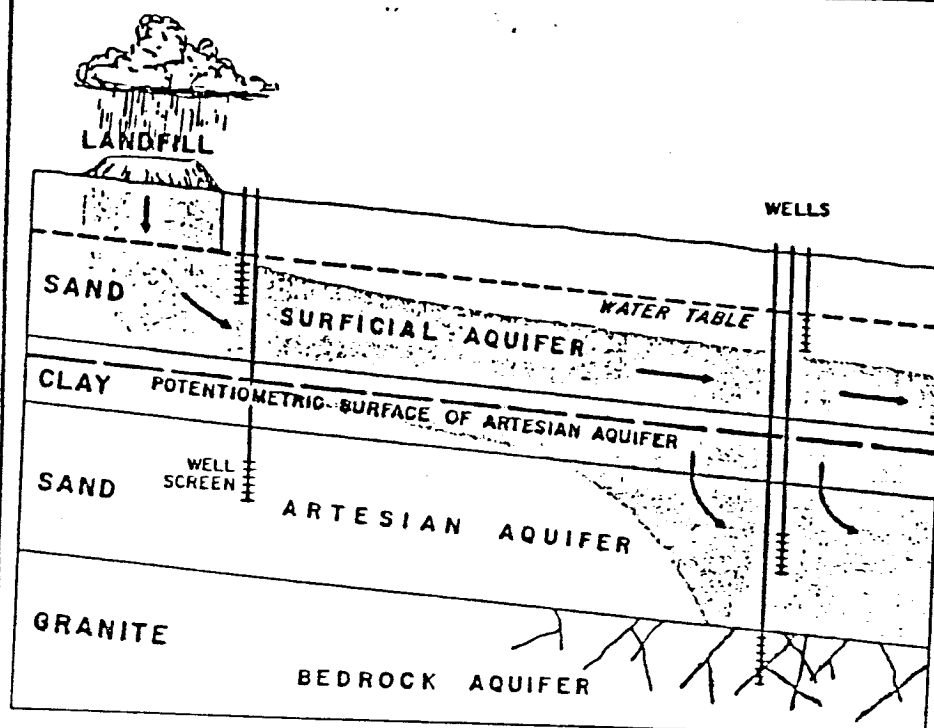 LANDFILL
WELLS
SAND
SURFICIAL AQUIFER
WATER TABLE
CLAY
POTENTIOMETRIC SURFACE OF ARTESIAN AQUIFER
WELL
SCREEN
SAND
ARTESIAN AQUIFER
GRANITE
BEDROCK AQUIFER